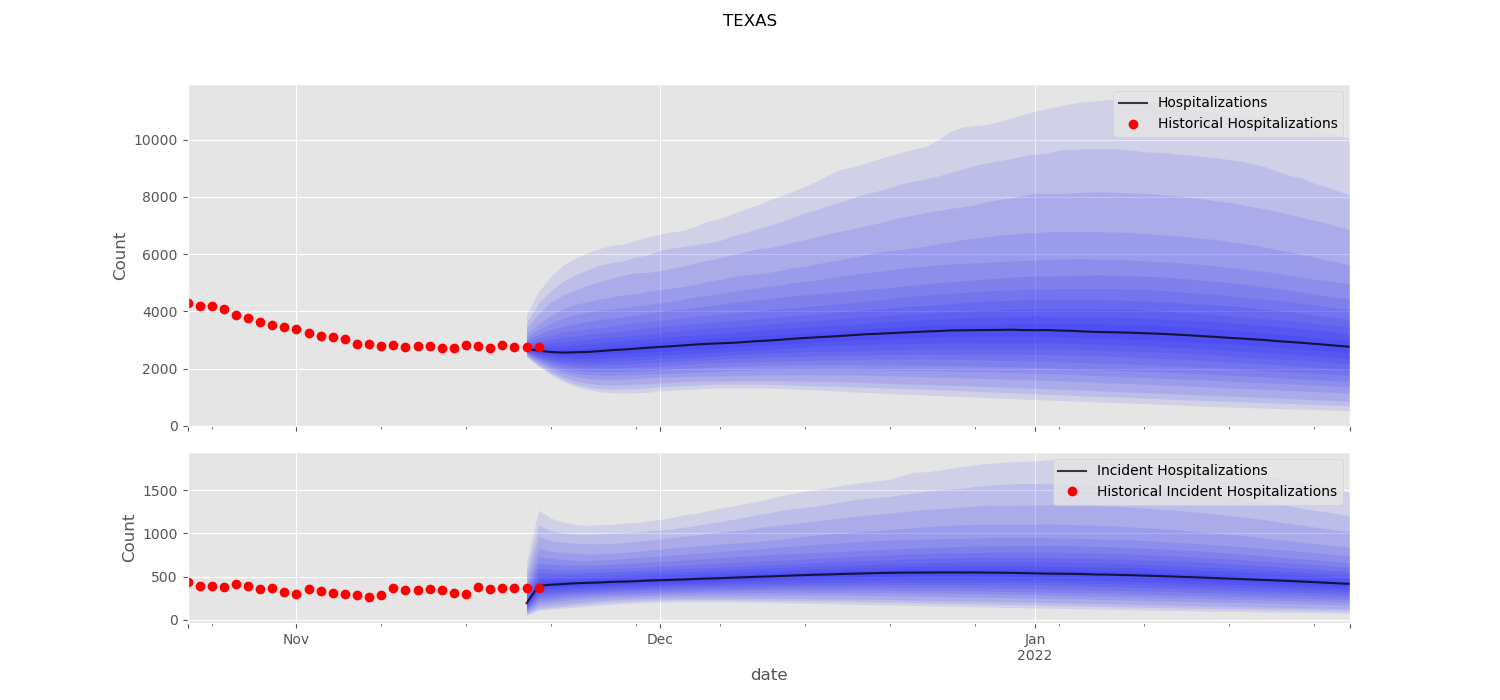 TEXAS
Hospitalizations
Historical Hospitalizations
10000
8000
6000
4000
2000
0
Count
Incident Hospitalizations
Historical Incident Hospitalizations
1500
1000
500
0
Count
Nov Dec Jan
2022
date